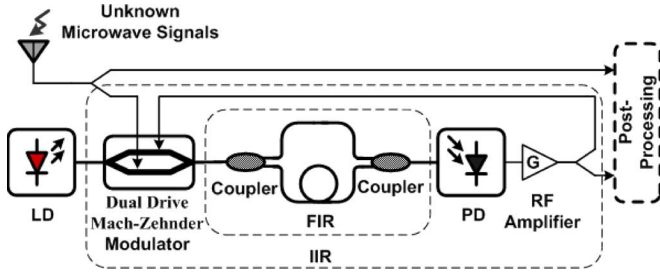 Unknown
Microwave Signals
LD
Dual Drive
Mach-Zehnder
Modulator
Coupler
FIR
Coupler
IIR
PD
G
RF
Amplifier
Post-
Processing